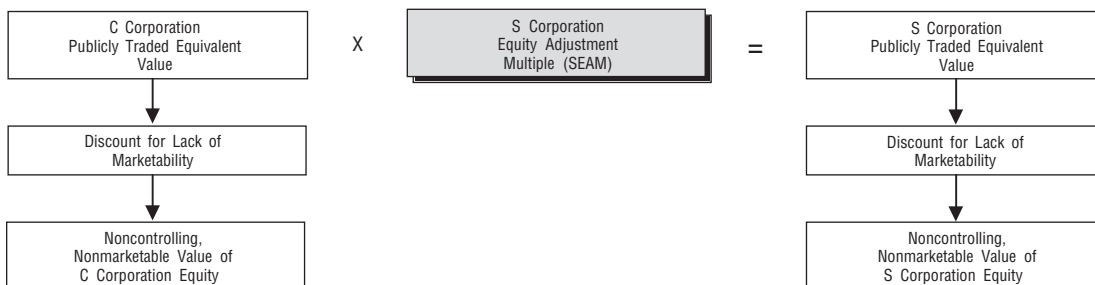 C Corporation
Publicly Traded Equivalent
Value
X
S Corporation
Equity Adjustment
Multiple (SEAM)
=
S Corporation
Publicly Traded Equivalent
Value
Discount for Lack of
Marketability
Discount for Lack of
Marketability
Noncontrolling,
Nonmarketable Value of
C Corporation Equity
Noncontrolling,
Nonmarketable Value of
S Corporation Equity